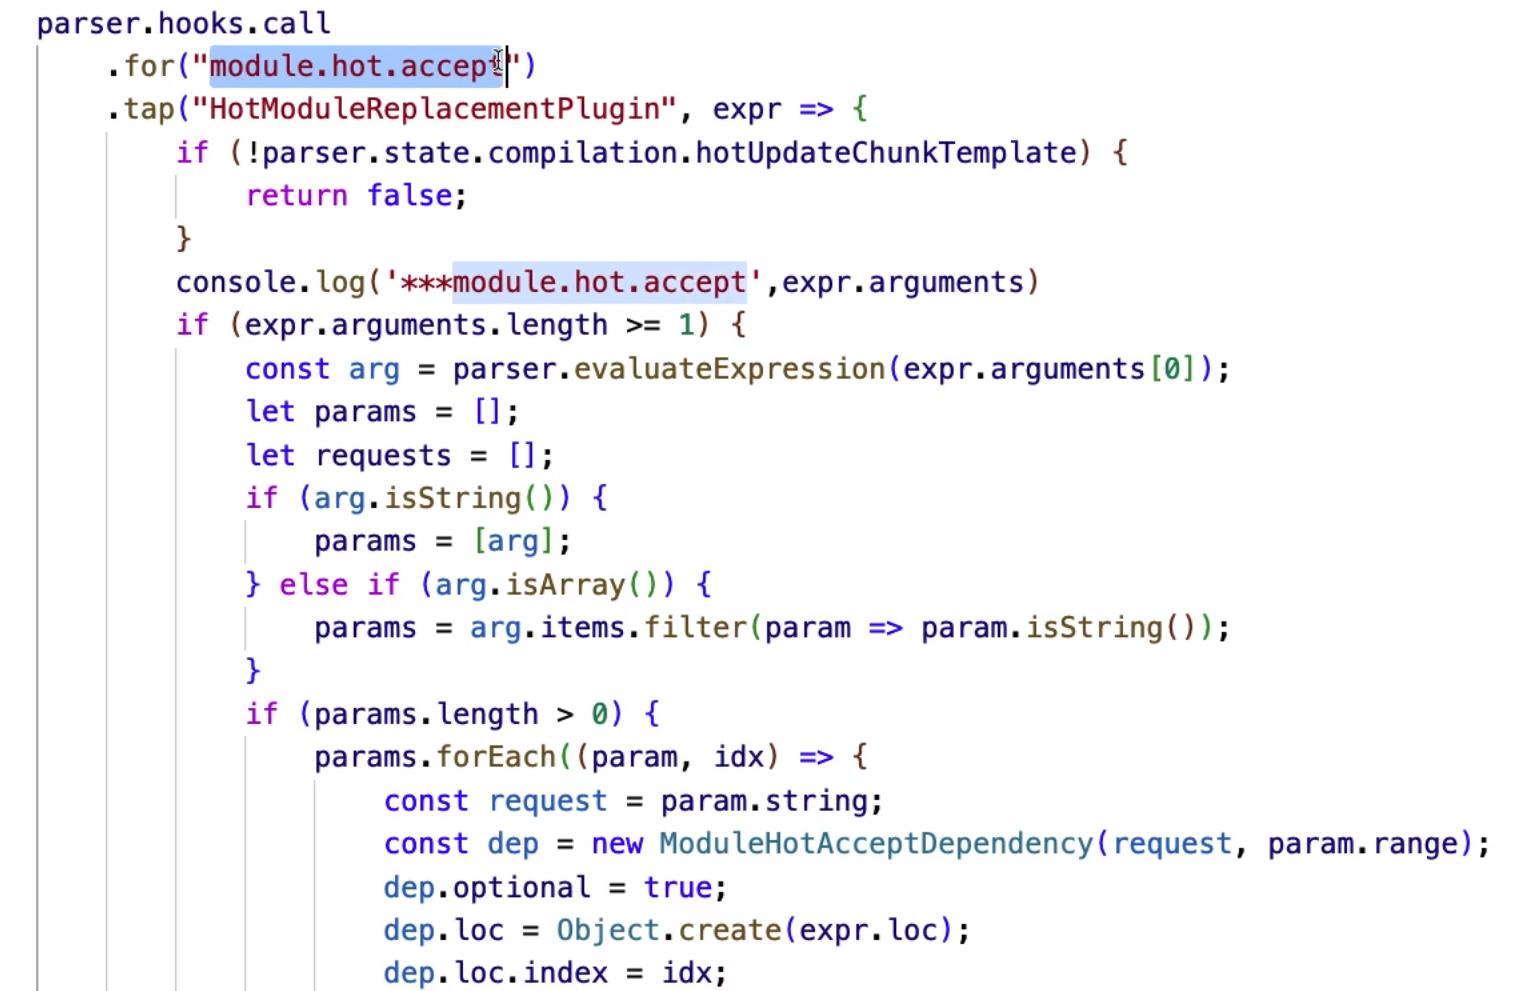 parser.hooks.call
.for("module.hot.accept")
.tap("HotModuleReplacementPlugin", expr => {
if (!parser.state.compilation.hotUpdateChunkTemplate) {
return false;
}
console.log('***module.hot.accept',expr.arguments)
if (expr.arguments.length >= 1) {
const arg = parser.evaluateExpression(expr.arguments[0]);
let params = [];
let requests = [];
if (arg.isString()) {
params = [arg];
} else if (arg.isArray()) {
params = arg.items.filter(param => param.isString());
}
if (params.length > 0) {
params.forEach((param, idx) => {
const request = param.string;
const dep = new ModuleHotAcceptDependency(request, param.range);
dep.optional = true;
dep.loc = Object.create(expr.loc);
dep.loc.index = idx;